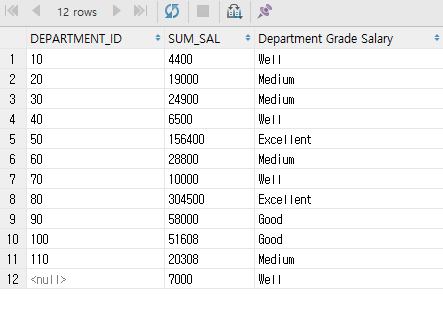 12 rows
DEPARTMENT_ID SUM_SAL Department Grade Salary
1 10 4400 Well
2 20 19000 Medium
3 30 24900 Medium
4 40 6500 Well
5 50 156400 Excellent
6 60 28800 Medium
7 70 10000 Well
8 80 304500 Excellent
9 90 58000 Good
10 100 51608 Good
11 110 20308 Medium
12 <null> 7000 Well